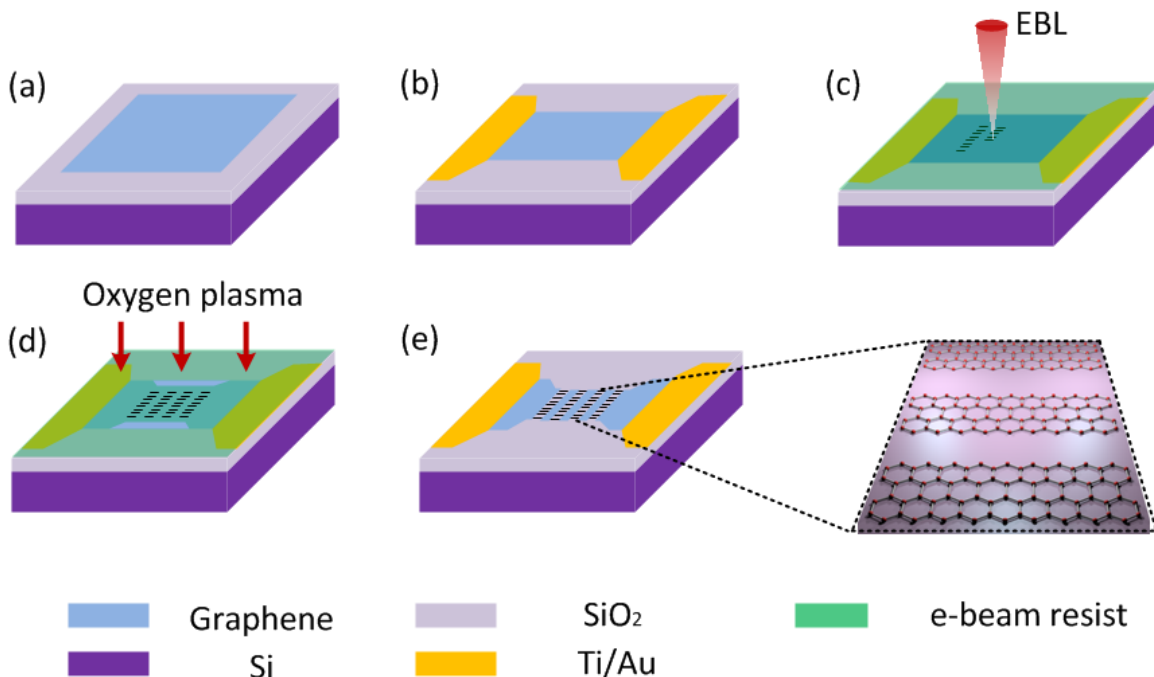 EBL
(a)
(b)
(c)
Oxygen plasma
(d)
(e)
Graphene
SiO₂
e-beam resist
Si
Ti/Au